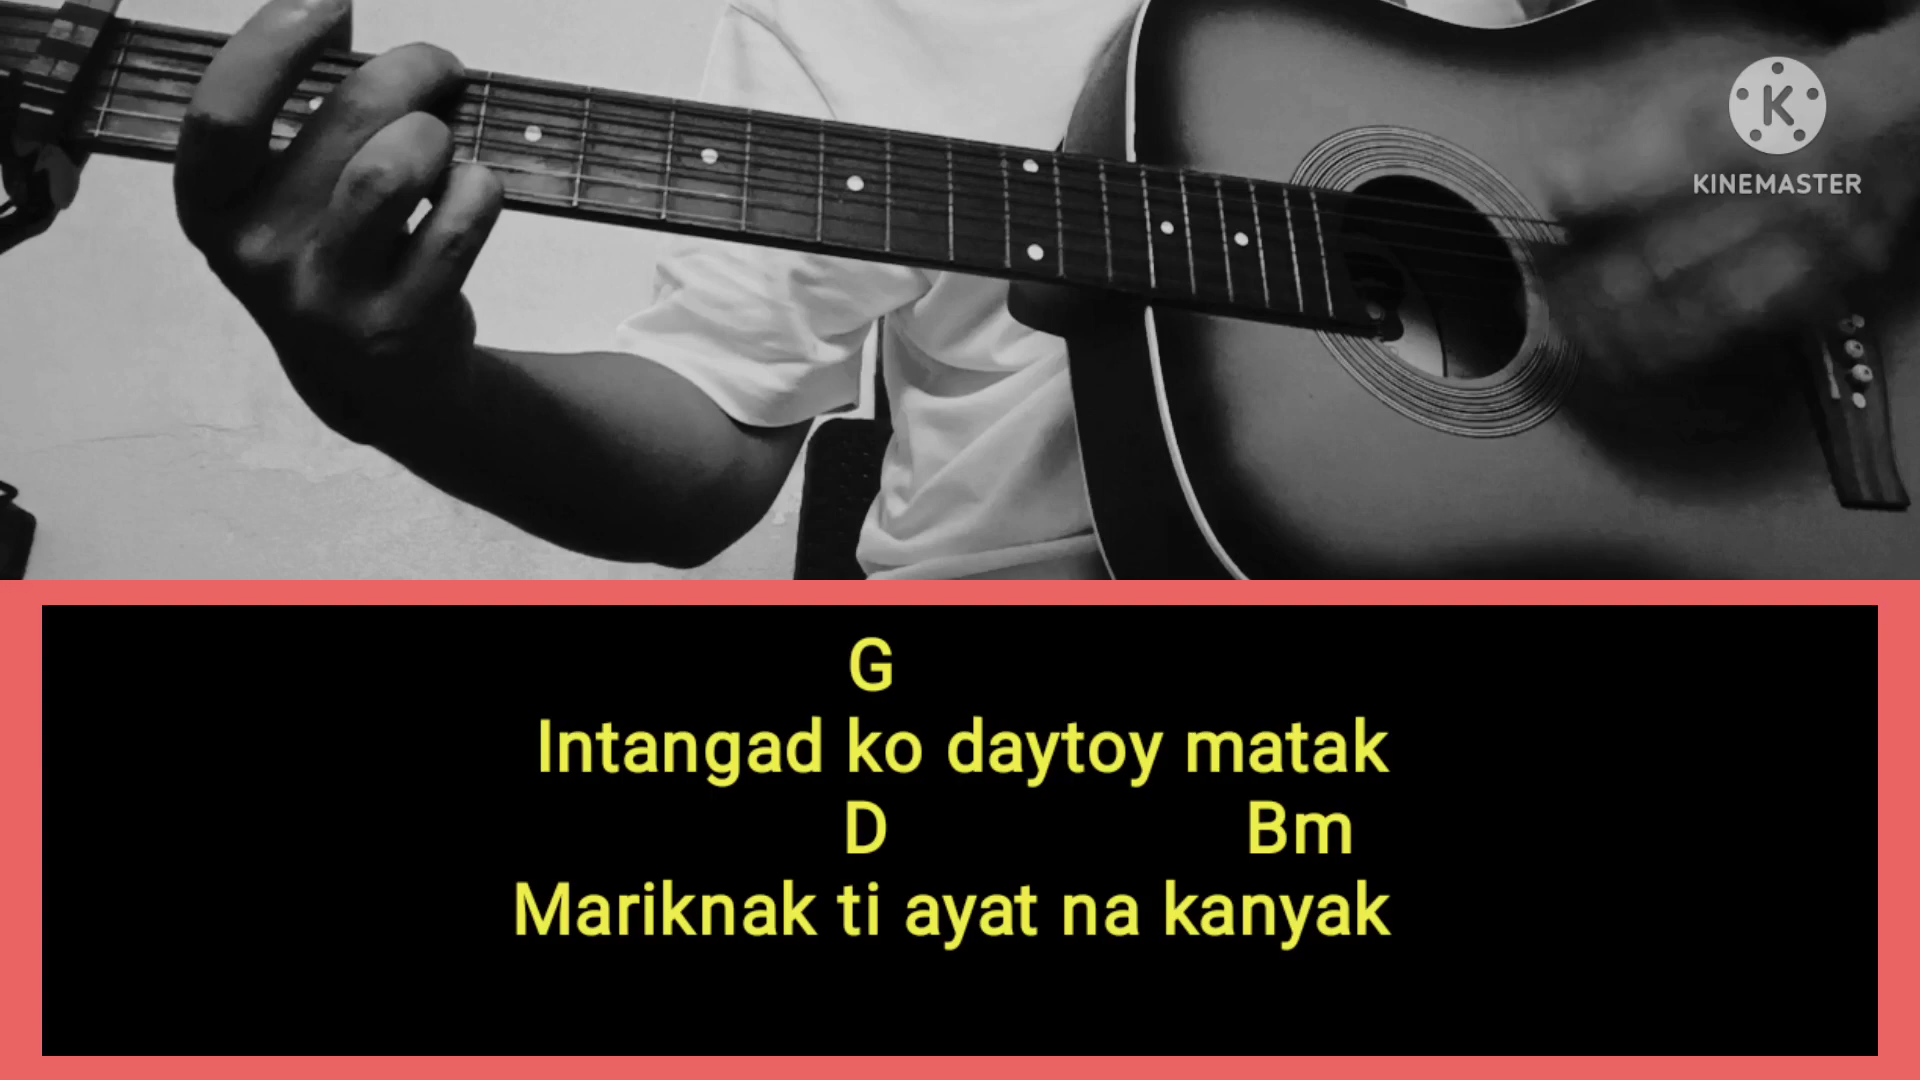 K
KINEMASTER
G
Intangad ko daytoy matak
D Bm
Mariknak ti ayat na kanyak